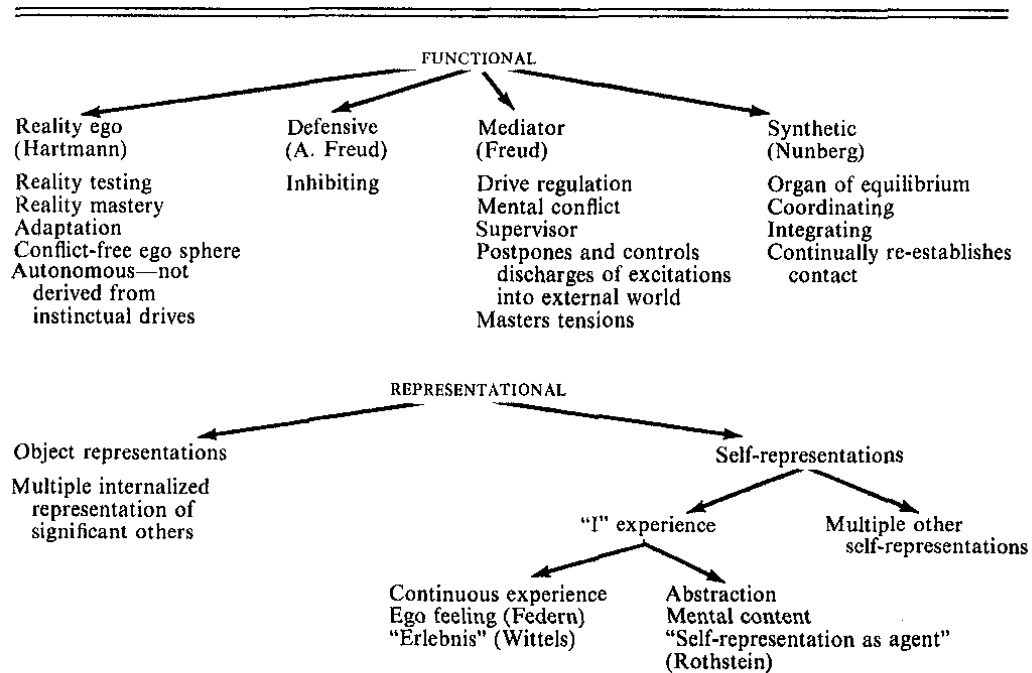 FUNCTIONAL
Reality ego
(Hartmann)
Reality testing
Reality mastery
Adaptation
Conflict-free ego sphere
Autonomous—not
derived from
instinctual drives
Defensive
(A. Freud)
Inhibiting
Mediator
(Freud)
Drive regulation
Mental conflict
Supervisor
Postpones and controls
discharges of excitations
into external world
Masters tensions
Synthetic
(Nunberg)
Organ of equilibrium
Coordinating
Integrating
Continually re-establishes
contact
REPRESENTATIONAL
Object representations
Multiple internalized
representation of
significant others
Self-representations
“I” experience
Multiple other
self-representations
Continuous experience
Ego feeling (Federn)
“Erlebnis” (Wittels)
Abstraction
Mental content
“Self-representation as agent”
(Rothstein)